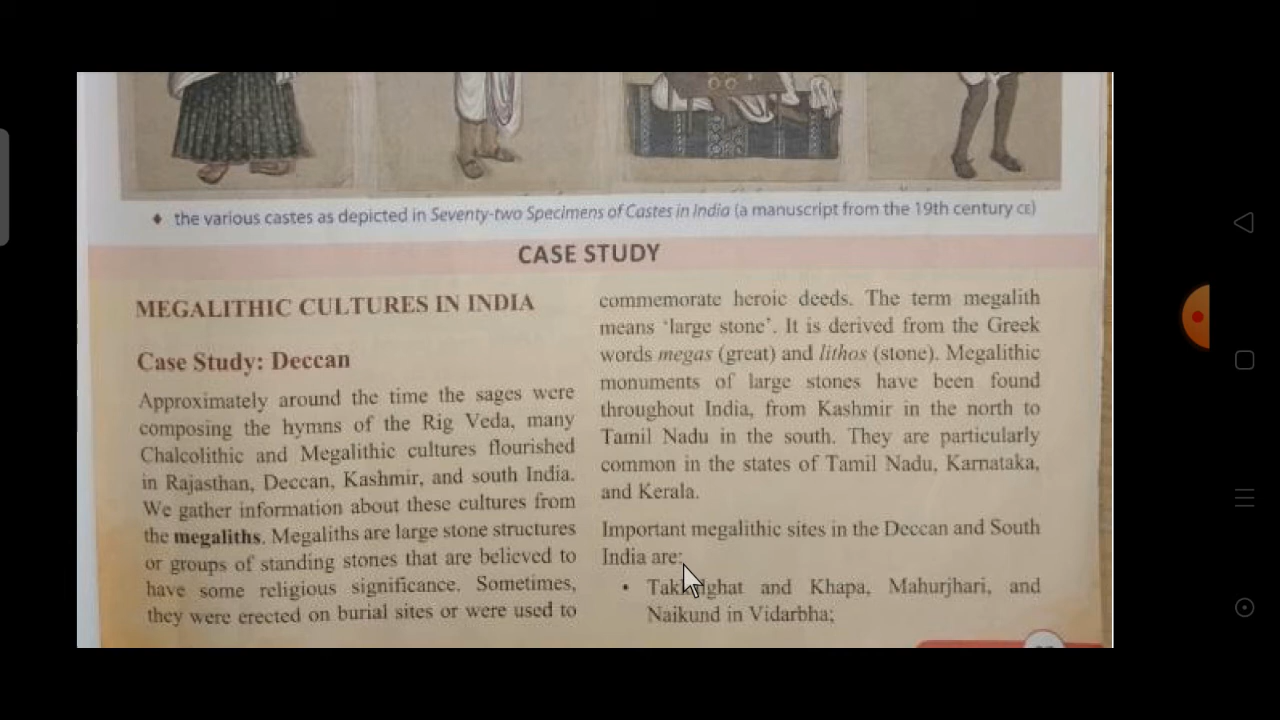 ♦ the various castes as depicted in Seventy-two Specimens of Castes in India (a manuscript from the 19th century CE)
CASE STUDY
MEGALITHIC CULTURES IN INDIA
Case Study: Deccan
Approximately around the time the sages were
composing the hymns of the Rig Veda, many
Chalcolithic and Megalithic cultures flourished
in Rajasthan, Deccan, Kashmir, and south India.
We gather information about these cultures from
the megaliths. Megaliths are large stone structures
or groups of standing stones that are believed to
have some religious significance. Sometimes,
they were erected on burial sites or were used to
commemorate heroic deeds. The term megalith
means ‘large stone’. It is derived from the Greek
words megas (great) and lithos (stone). Megalithic
monuments of large stones have been found
throughout India, from Kashmir in the north to
Tamil Nadu in the south. They are particularly
common in the states of Tamil Nadu, Karnataka,
and Kerala.
Important megalithic sites in the Deccan and South
India are:
• and Khapa, Mahurjhari, and
Naikund in Vidarbha;